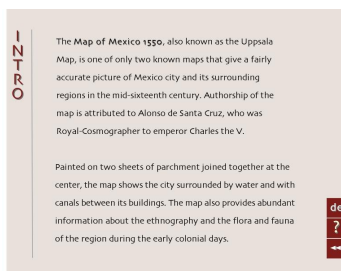 INTRO
The Map of Mexico 1550, also known as the Uppsala
Map, is one of only two known maps that give a fairly
accurate picture of Mexico city and its surrounding
regions in the mid-sixteenth century. Authorship of the
map is attributed to Alonso de Santa Cruz, who was
Royal-Cosmographer to emperor Charles the V.
Painted on two sheets of parchment joined together at the
center, the map shows the city surrounded by water and with
canals between its buildings. The map also provides abundant
information about the ethnography and the flora and fauna
of the region during the early colonial days.
de
?